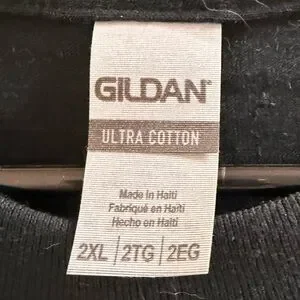 GILDAN®
ULTRA COTTON
Made in Haiti
Fabriqué en Haïti
Hecho en Haití
2XL | 2TG | 2EG